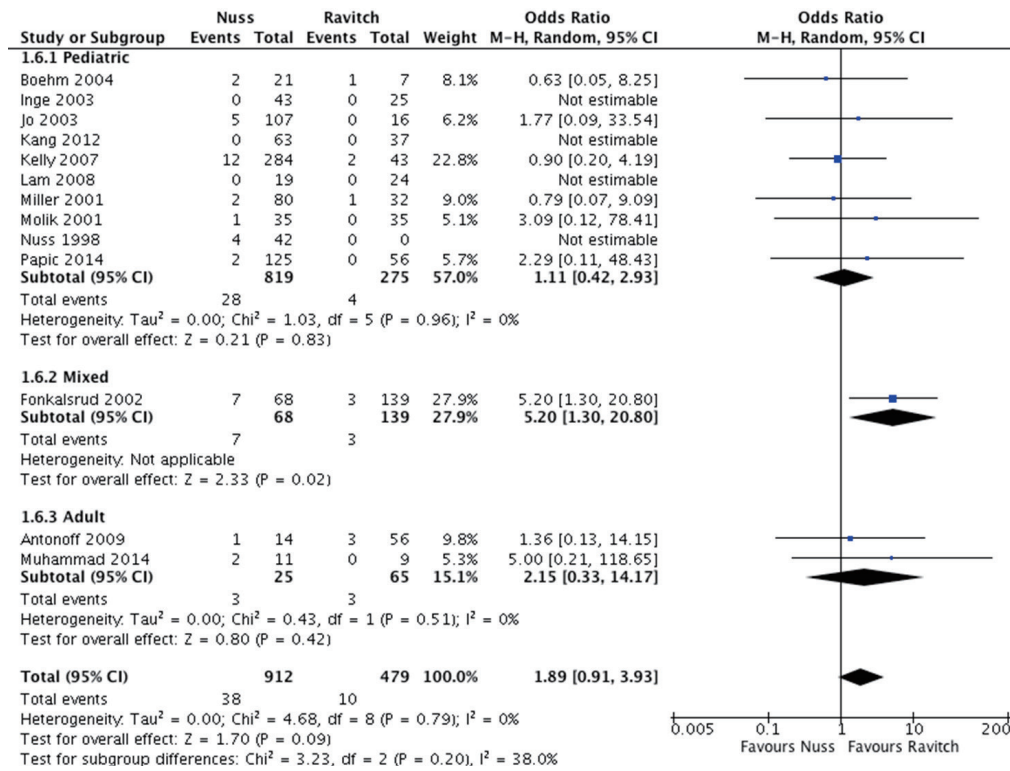 Nuss Ravitch Odds Ratio Odds Ratio
Study or Subgroup Events Total Events Total Weight M-H, Random, 95% CI M-H, Random, 95% CI
1.6.1 Pediatric
Boehm 2004 2 21 1 7 8.1% 0.63 [0.05, 8.25]
Inge 2003 0 43 0 25 Not estimable
Jo 2003 5 107 0 16 6.2% 1.77 [0.09, 33.54]
Kang 2012 0 63 0 37 Not estimable
Kelly 2007 12 284 2 43 22.8% 0.90 [0.20, 4.19]
Lam 2008 0 19 0 24 Not estimable
Miller 2001 2 80 1 32 9.0% 0.79 [0.07, 9.09]
Molik 2001 1 35 0 35 5.1% 3.09 [0.12, 78.41]
Nuss 1998 4 42 0 0 Not estimable
Papic 2014 2 125 0 56 5.7% 2.29 [0.11, 48.43]
Subtotal (95% CI) 819 275 57.0% 1.11 [0.42, 2.93]
Total events 28 4
Heterogeneity: Tau² = 0.00; Chi² = 1.03, df = 5 (P = 0.96); I² = 0%
Test for overall effect: Z = 0.21 (P = 0.83)
1.6.2 Mixed
Fonkalsrud 2002 7 68 3 139 27.9% 5.20 [1.30, 20.80]
Subtotal (95% CI) 68 139 27.9% 5.20 [1.30, 20.80]
Total events 7 3
Heterogeneity: Not applicable
Test for overall effect: Z = 2.33 (P = 0.02)
1.6.3 Adult
Antonoff 2009 1 14 3 56 9.8% 1.36 [0.13, 14.15]
Muhammad 2014 2 11 0 9 5.3% 5.00 [0.21, 118.65]
Subtotal (95% CI) 25 65 15.1% 2.15 [0.33, 14.17]
Total events 3 3
Heterogeneity: Tau² = 0.00; Chi² = 0.43, df = 1 (P = 0.51); I² = 0%
Test for overall effect: Z = 0.80 (P = 0.42)
Total (95% CI) 912 479 100.0% 1.89 [0.91, 3.93]
Total events 38 10
Heterogeneity: Tau² = 0.00; Chi² = 4.68, df = 8 (P = 0.79); I² = 0%
Test for overall effect: Z = 1.70 (P = 0.09)
Test for subgroup differences: Chi² = 3.23, df = 2 (P = 0.20), I² = 38.0%
0.005 0.1 1 10 200
Favours Nuss Favours Ravitch